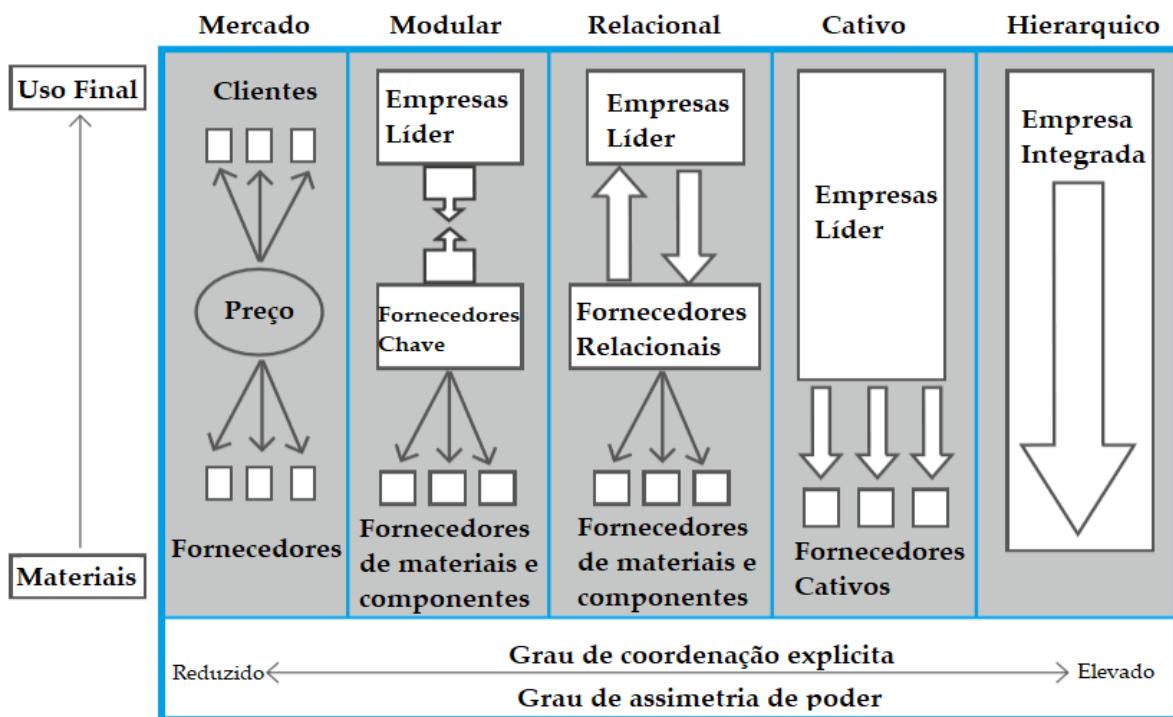 Mercado
Modular
Relacional
Cativo
Hierarquico
Uso Final
Materiais
Clientes
Preço
Fornecedores
Empresas
Líder
Fornecedores
Chave
Fornecedores
de materiais e
componentes
Empresas
Líder
Fornecedores
Relacionais
Fornecedores
de materiais e
componentes
Empresas
Líder
Fornecedores
Cativos
Empresa
Integrada
Reduzido
Grau de coordenação explicita
Elevado
Grau de assimetria de poder